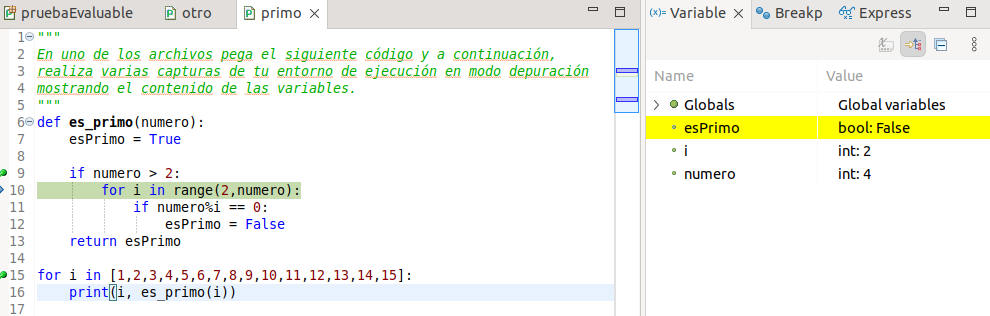 pruebaEvaluable otro primo
1 """
2 En uno de los archivos pega el siguiente código y a continuación,
3 realiza varias capturas de tu entorno de ejecución en modo depuración
4 mostrando el contenido de las variables.
5 """
6 def es_primo(numero):
7     esPrimo = True
8
9     if numero > 2:
10         for i in range(2,numero):
11             if numero%i == 0:
12                 esPrimo = False
13     return esPrimo
14
15 for i in [1,2,3,4,5,6,7,8,9,10,11,12,13,14,15]:
16     print(i, es_primo(i))
17
(x)= Variable Breakp Express
Name Value
Globals Global variables
esPrimo bool: False
i int: 2
numero int: 4